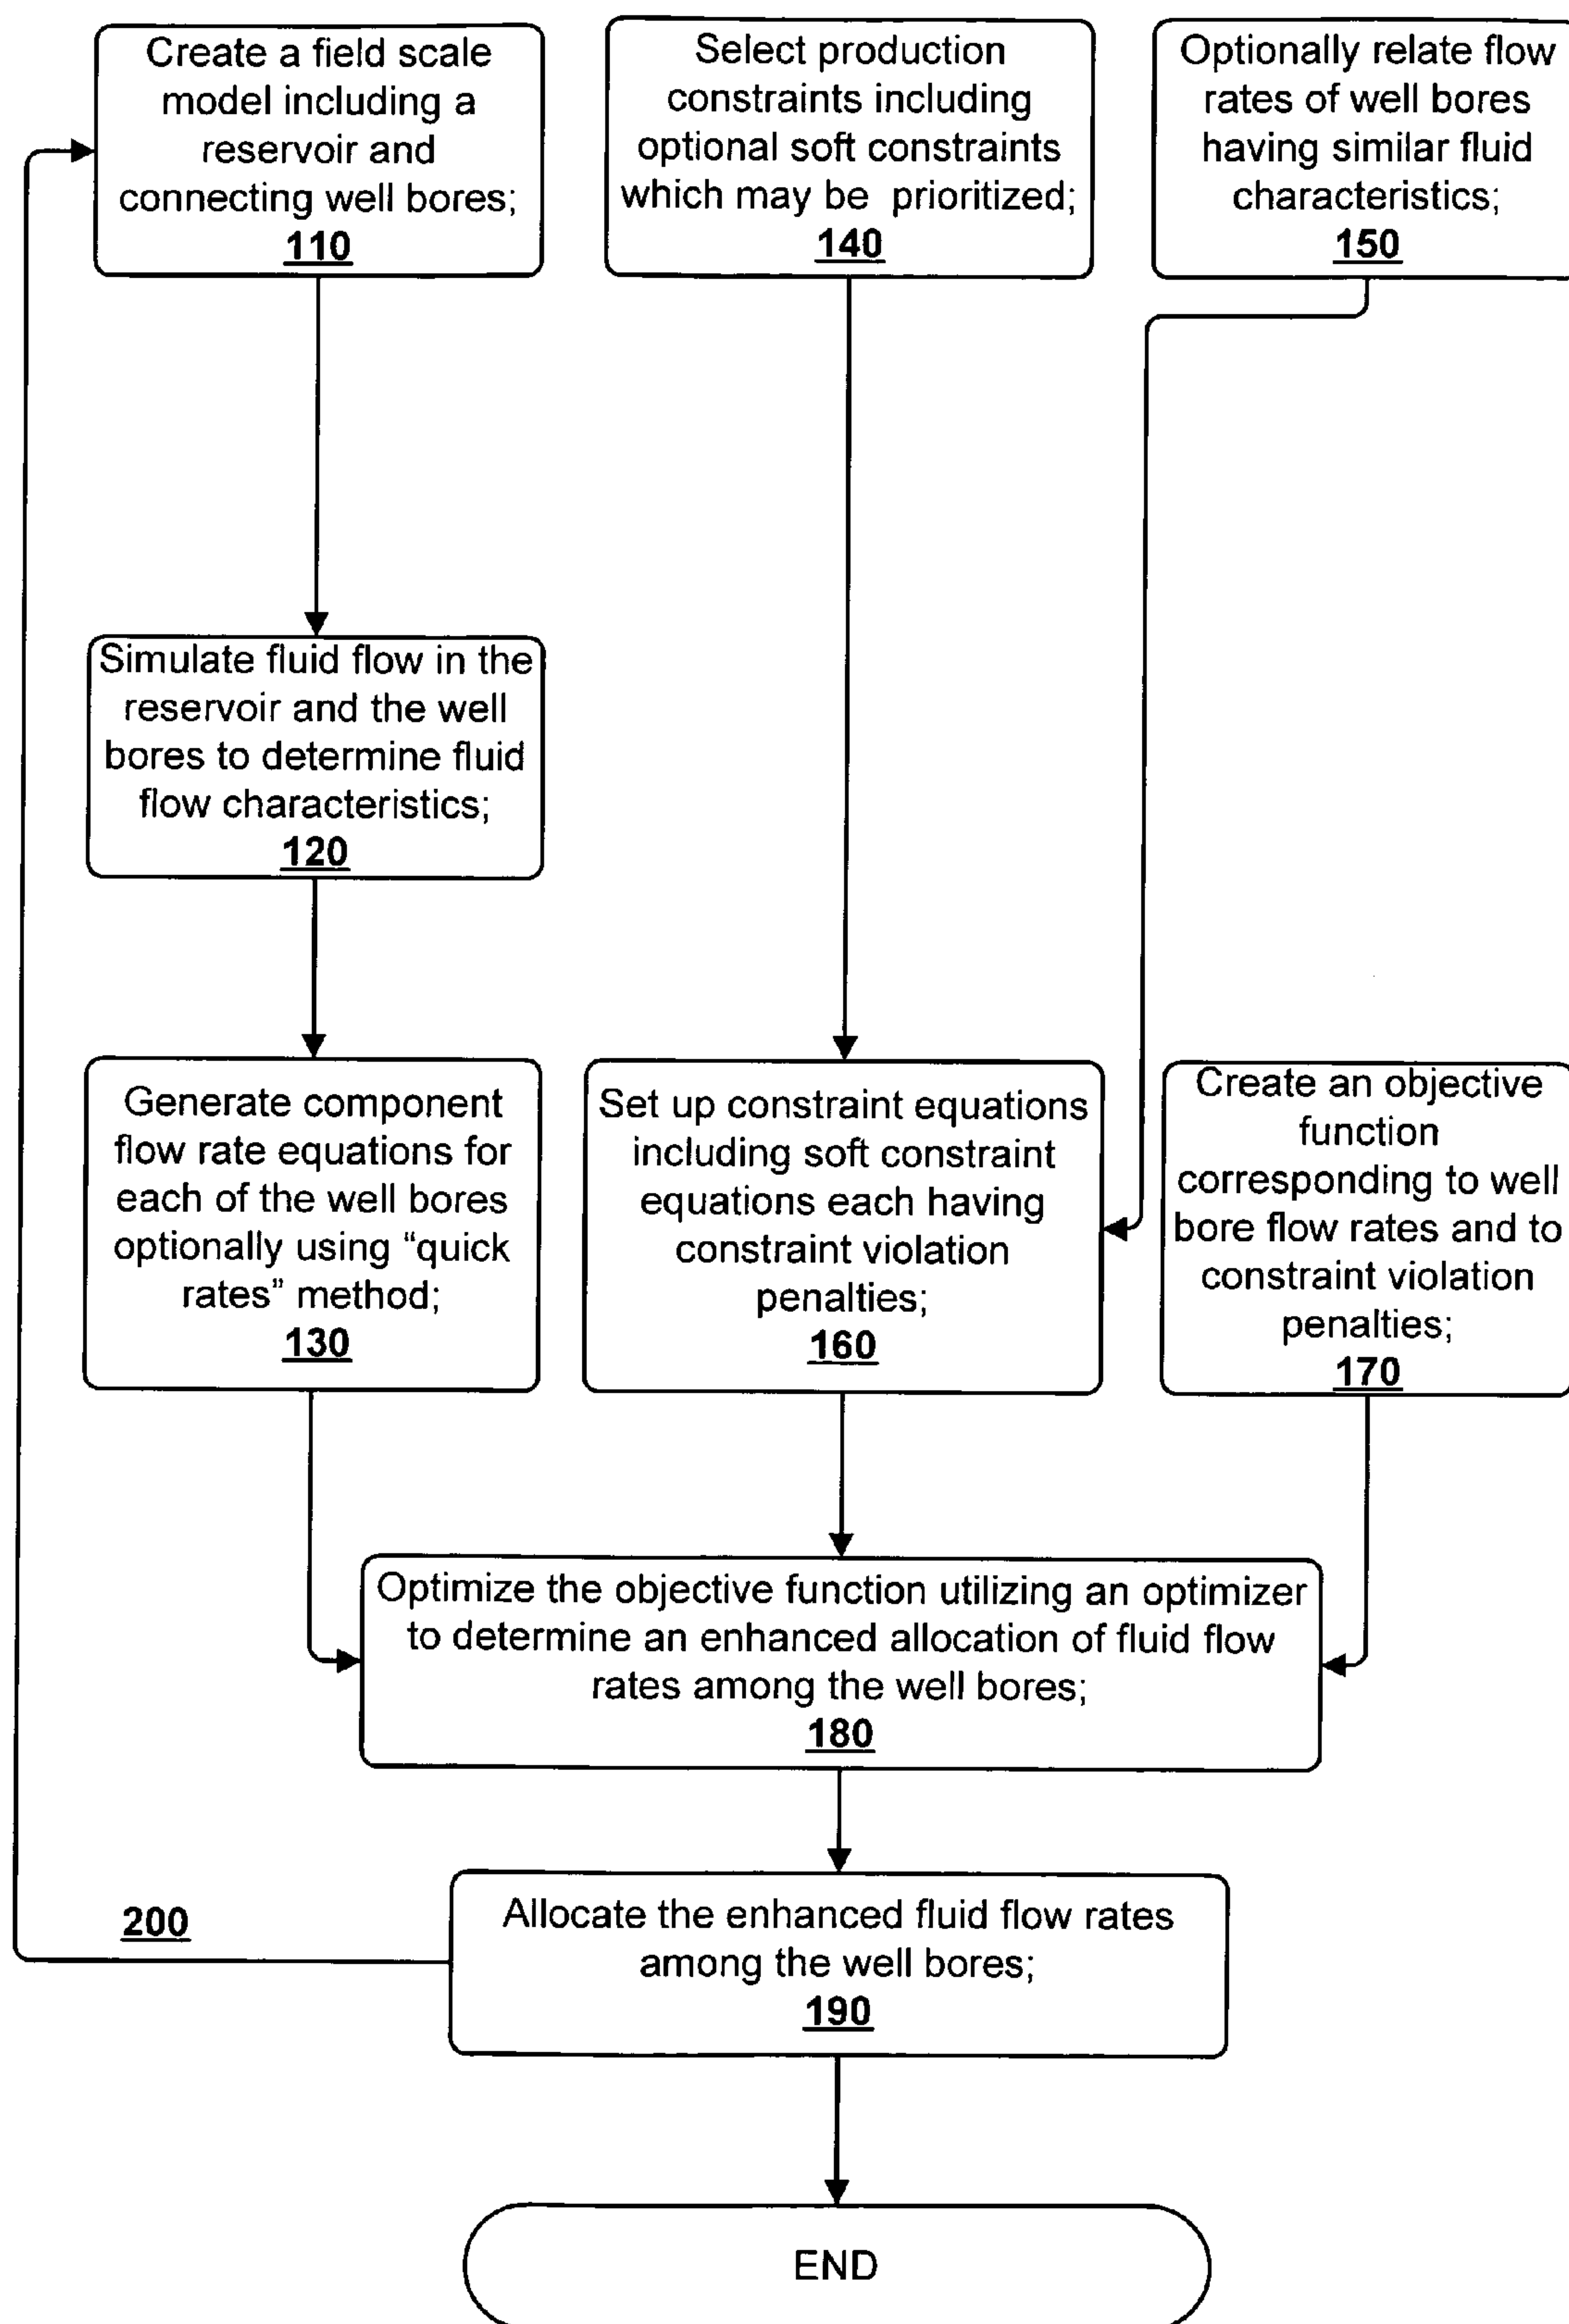 Create a field scale
model including a
reservoir and
connecting well bores;
110
Select production
constraints including
optional soft constraints
which may be prioritized;
140
Optionally relate flow
rates of well bores
having similar fluid
characteristics;
150
Simulate fluid flow in the
reservoir and the well
bores to determine fluid
flow characteristics;
120
Generate component
flow rate equations for
each of the well bores
optionally using “quick
rates” method;
130
Set up constraint equations
including soft constraint
equations each having
constraint violation
penalties;
160
Create an objective
function
corresponding to well
bore flow rates and to
constraint violation
penalties;
170
Optimize the objective function utilizing an optimizer
to determine an enhanced allocation of fluid flow
rates among the well bores;
180
200
Allocate the enhanced fluid flow rates
among the well bores;
190
END